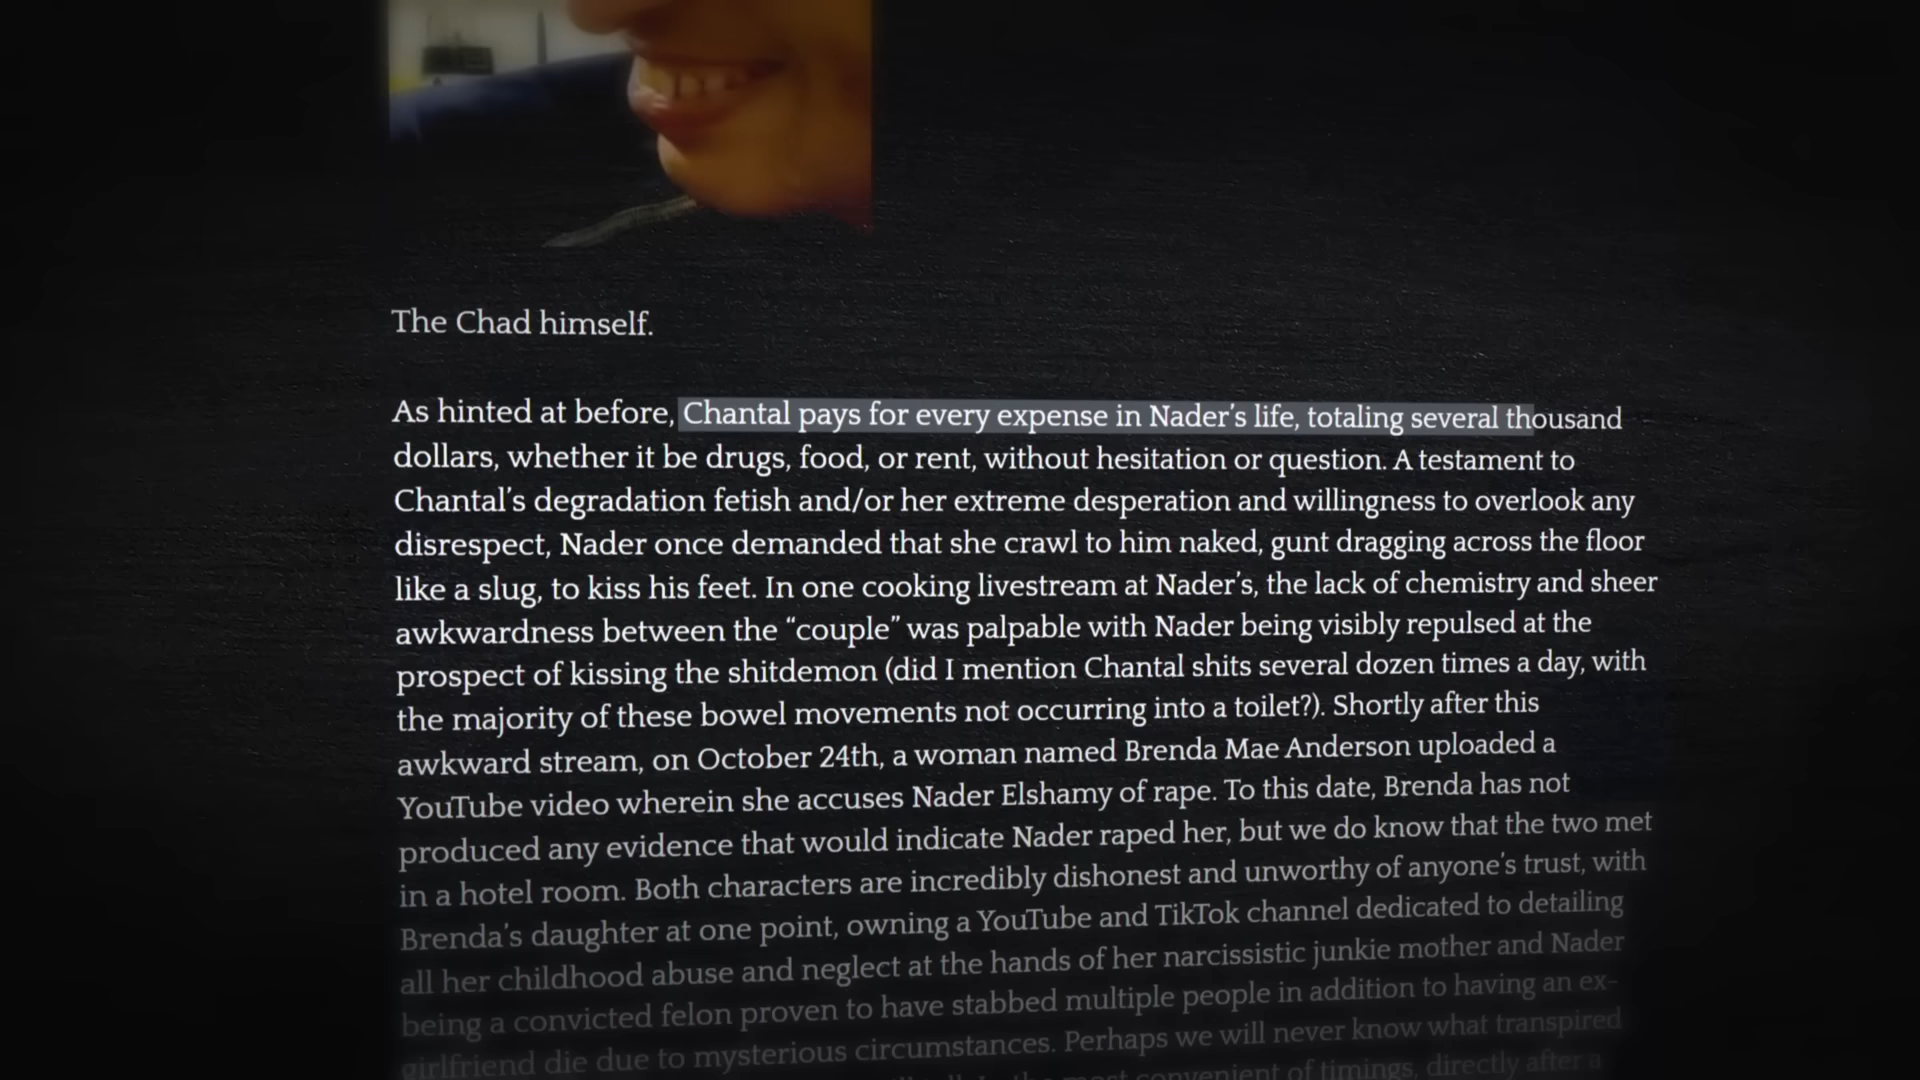 The Chad himself.
As hinted at before, Chantal pays for every expense in Nader's life, totaling several thousand
dollars, whether it be drugs, food, or rent, without hesitation or question. A testament to
Chantal's degradation fetish and/or her extreme desperation and willingness to overlook any
disrespect, Nader once demanded that she crawl to him naked, gunt dragging across the floor
like a slug, to kiss his feet. In one cooking livestream at Nader's, the lack of chemistry and sheer
awkwardness between the “couple” was palpable with Nader being visibly repulsed at the
prospect of kissing the shitdemon (did I mention Chantal shits several dozen times a day, with
the majority of these bowel movements not occurring into a toilet?). Shortly after this
awkward stream, on October 24th, a woman named Brenda Mae Anderson uploaded a
YouTube video wherein she accuses Nader Elshamy of rape. To this date, Brenda has not
produced any evidence that would indicate Nader raped her, but we do know that the two met
in a hotel room. Both characters are incredibly dishonest and unworthy of anyone's trust, with
Brenda's daughter at one point, owning a YouTube and TikTok channel dedicated to detailing
all her childhood abuse and neglect at the hands of her narcissistic junkie mother and Nader
being a convicted felon proven to have stabbed multiple people in addition to having an ex-
girlfriend die due to mysterious circumstances. Perhaps we will never know what transpired
most convenient of timings, directly after a